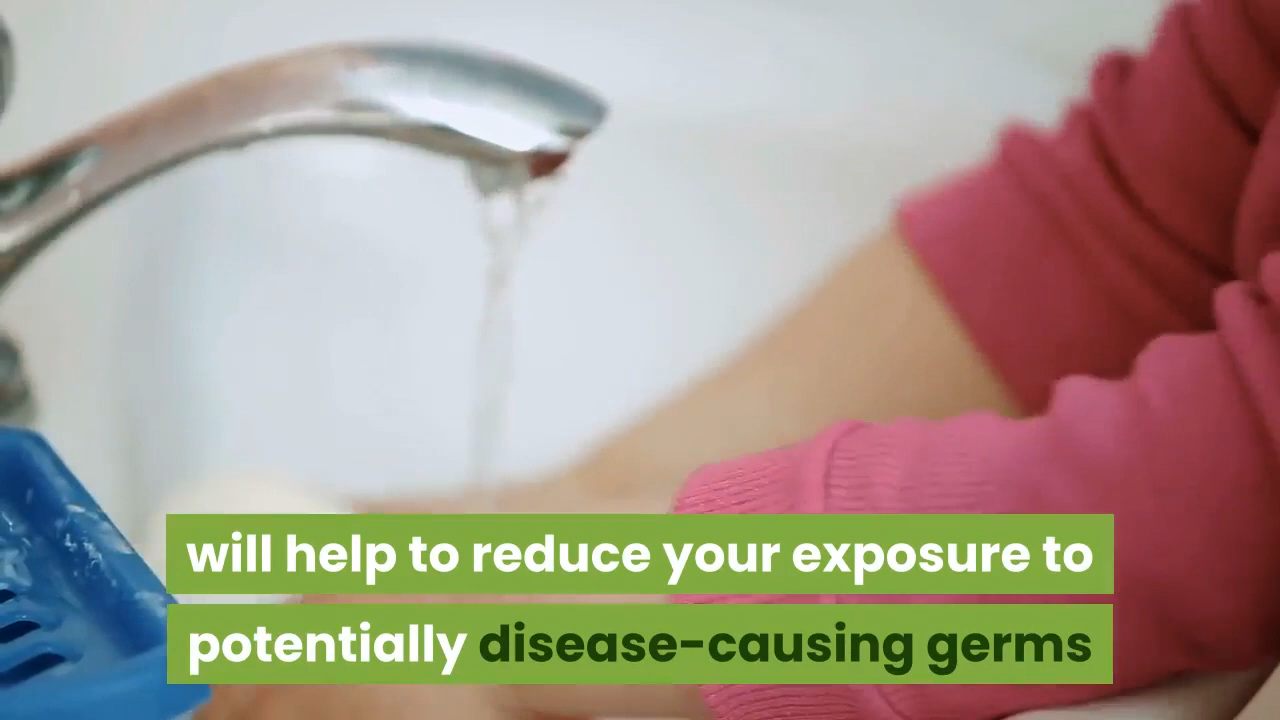 will help to reduce your exposure to
potentially disease-causing germs